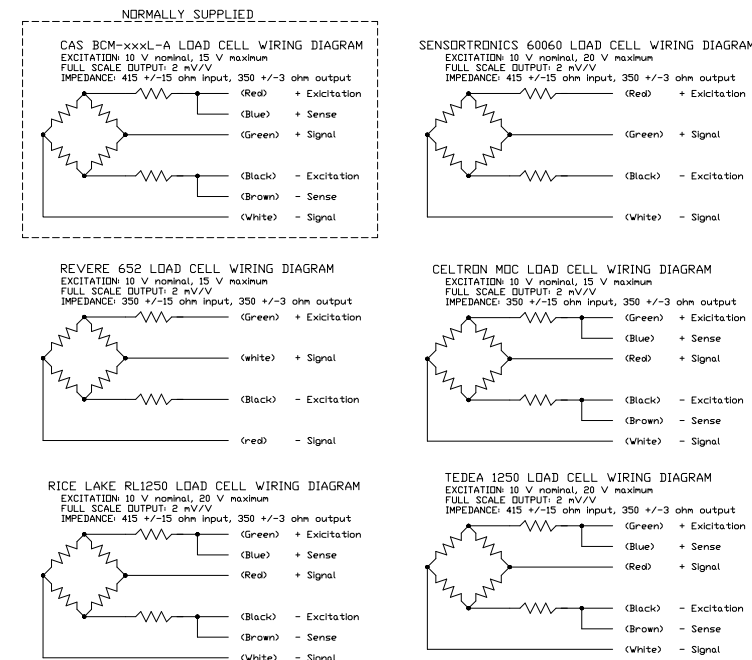 NORMALLY SUPPLIED
CAS BCM-xxxL-A LOAD CELL WIRING DIAGRAM
EXCITATION: 10 V nominal, 15 V maximum
FULL SCALE OUTPUT: 2 mV/V
IMPEDANCE: 415 +/-15 ohm input, 350 +/-3 ohm output
(Red) + Exicitation
(Blue) + Sense
(Green) + Signal
(Black) - Excitation
(Brown) - Sense
(White) - Signal
SENSORTRONICS 60060 LOAD CELL WIRING DIAGRAM
EXCITATION: 10 V nominal, 20 V maximum
FULL SCALE OUTPUT: 2 mV/V
IMPEDANCE: 415 +/-15 ohm input, 350 +/-3 ohm output
(Red) + Exicitation
(Green) + Signal
(Black) - Excitation
(White) - Signal
REVERE 652 LOAD CELL WIRING DIAGRAM
EXCITATION: 10 V nominal, 15 V maximum
FULL SCALE OUTPUT: 2 mV/V
IMPEDANCE: 350 +/-15 ohm input, 350 +/-3 ohm output
(Green) + Exicitation
(white) + Signal
(Black) - Excitation
(red) - Signal
CELTRON MOC LOAD CELL WIRING DIAGRAM
EXCITATION: 10 V nominal, 15 V maximum
FULL SCALE OUTPUT: 2 mV/V
IMPEDANCE: 350 +/-15 ohm input, 350 +/-3 ohm output
(Green) + Exicitation
(Blue) + Sense
(Red) + Signal
(Black) - Excitation
(Brown) - Sense
(White) - Signal
RICE LAKE RL1250 LOAD CELL WIRING DIAGRAM
EXCITATION: 10 V nominal, 20 V maximum
FULL SCALE OUTPUT: 2 mV/V
IMPEDANCE: 415 +/-15 ohm input, 350 +/-3 ohm output
(Green) + Exicitation
(Blue) + Sense
(Red) + Signal
(Black) - Excitation
(Brown) - Sense
(White) - Signal
TEDEA 1250 LOAD CELL WIRING DIAGRAM
EXCITATION: 10 V nominal, 20 V maximum
FULL SCALE OUTPUT: 2 mV/V
IMPEDANCE: 415 +/-15 ohm input, 350 +/-3 ohm output
(Green) + Exicitation
(Blue) + Sense
(Red) + Signal
(Black) - Excitation
(Brown) - Sense
(White) - Signal